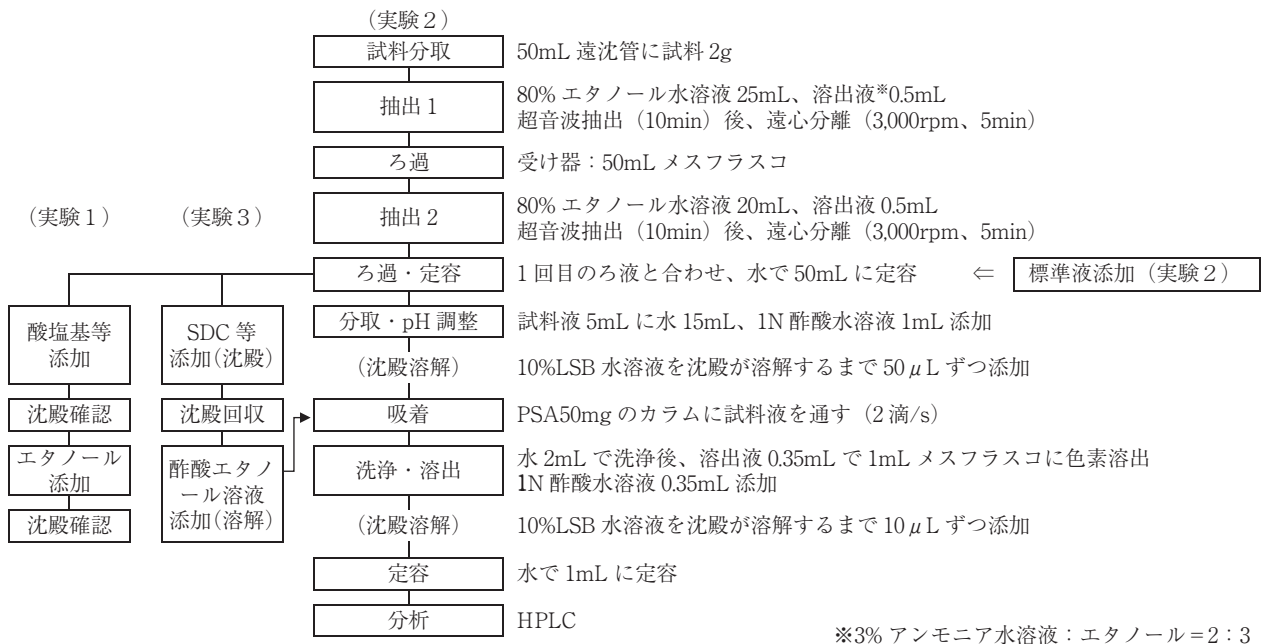 （実験２）
試料分取
50mL 遠沈管に試料 2g
抽出 1
80% エタノール水溶液 25mL、溶出液※0.5mL
超音波抽出（10min）後、遠心分離（3,000rpm、5min）
ろ過
受け器：50mL メスフラスコ
（実験１）
（実験３）
抽出 2
80% エタノール水溶液 20mL、溶出液 0.5mL
超音波抽出（10min）後、遠心分離（3,000rpm、5min）
ろ過・定容
1 回目のろ液と合わせ、水で 50mL に定容
⇐
標準液添加（実験２）
酸塩基等
添加
SDC 等
添加（沈殿）
分取・pH 調整
試料液 5mL に水 15mL、1N 酢酸水溶液 1mL 添加
（沈殿溶解）
10%LSB 水溶液を沈殿が溶解するまで 50μL ずつ添加
沈殿確認
沈殿回収
吸着
PSA50mg のカラムに試料液を通す（2 滴/s）
エタノール
添加
酢酸エタノ
ール溶液
添加（溶解）
洗浄・溶出
水 2mL で洗浄後、溶出液 0.35mL で 1mL メスフラスコに色素溶出
1N 酢酸水溶液 0.35mL 添加
沈殿確認
（沈殿溶解）
10%LSB 水溶液を沈殿が溶解するまで 10μL ずつ添加
定容
水で 1mL に定容
分析
HPLC
※3% アンモニア水溶液：エタノール＝2：3